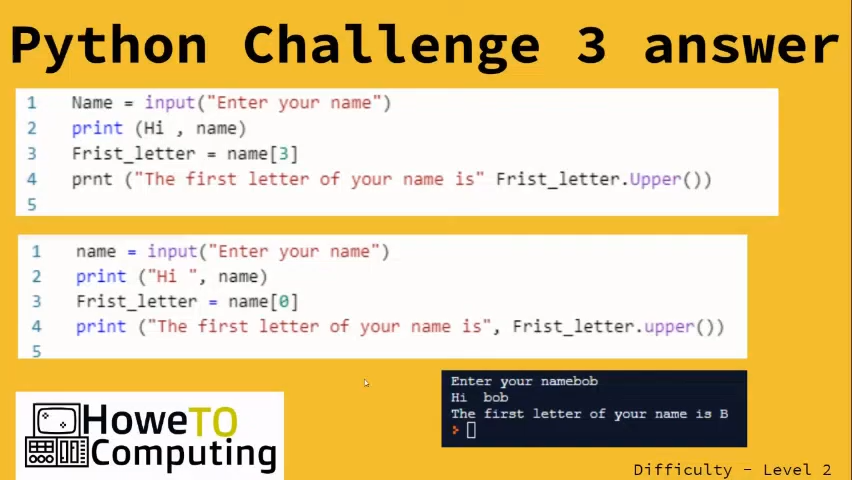 Python Challenge 3 answer
1 Name = input("Enter your name")
2 print (Hi , name)
3 Frist_letter = name[3]
4 prnt ("The first letter of your name is" Frist_letter.Upper())
5
1 name = input("Enter your name")
2 print ("Hi ", name)
3 Frist_letter = name[0]
4 print ("The first letter of your name is", Frist_letter.upper())
5
Enter your namebob
Hi  bob
The first letter of your name is B
HoweTO
Computing
Difficulty - Level 2